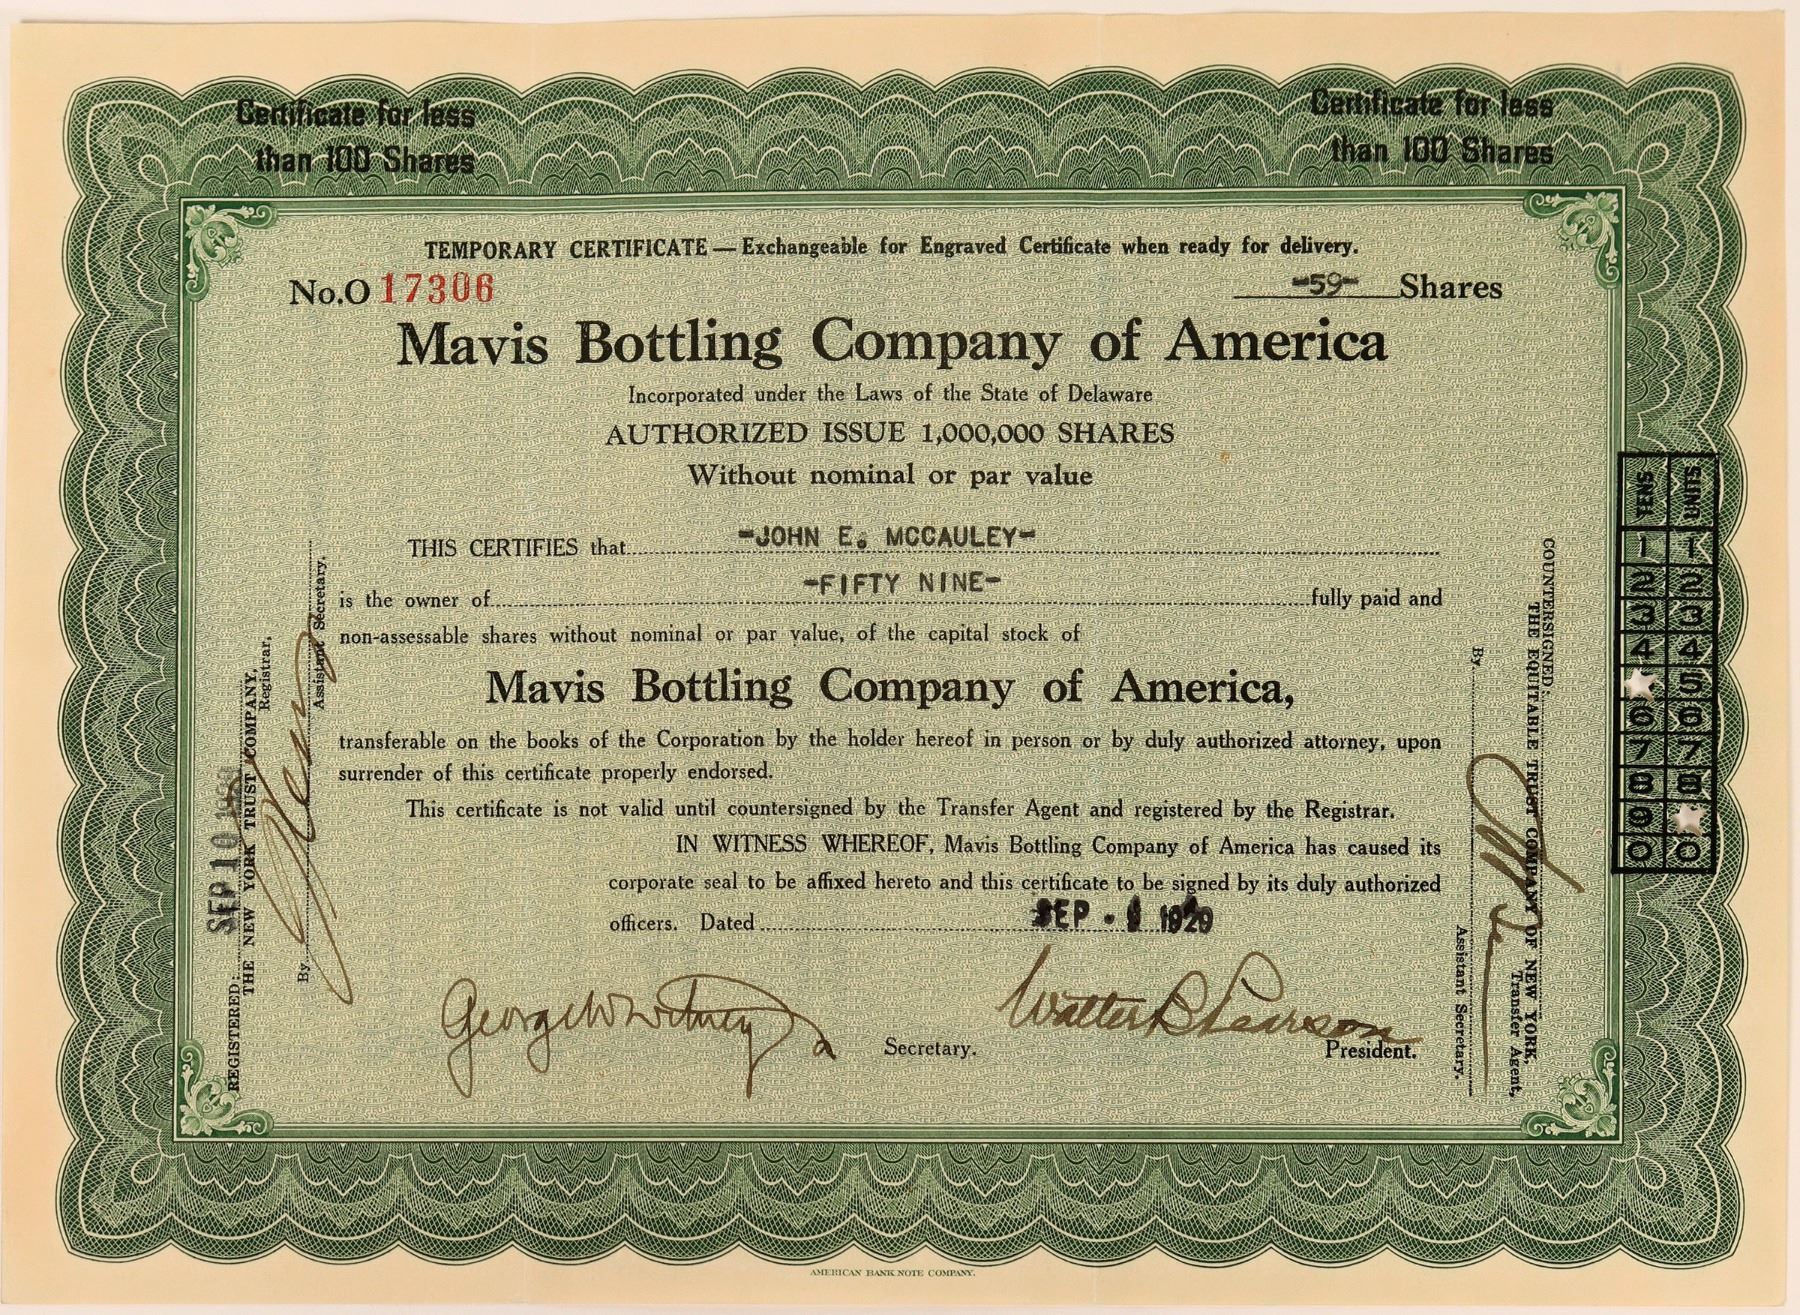 Certificate for less
than 100 Shares
Certificate for less
than 100 Shares
TEMPORARY CERTIFICATE — Exchangeable for Engraved Certificate when ready for delivery.
No.O 17306
-59- Shares
Mavis Bottling Company of America
Incorporated under the Laws of the State of Delaware
AUTHORIZED ISSUE 1,000,000 SHARES
Without nominal or par value
THIS CERTIFIES that -JOHN E. MCCAULEY-
is the owner of -FIFTY NINE- fully paid and
non-assessable shares without nominal or par value, of the capital stock of
Mavis Bottling Company of America,
transferable on the books of the Corporation by the holder hereof in person or by duly authorized attorney, upon
surrender of this certificate properly endorsed.
This certificate is not valid until countersigned by the Transfer Agent and registered by the Registrar.
IN WITNESS WHEREOF, Mavis Bottling Company of America has caused its
corporate seal to be affixed hereto and this certificate to be signed by its duly authorized
officers. Dated SEP - 1929
George W Whitney
Secretary.
Walter B Pearson
President.
REGISTERED:
THE NEW YORK TRUST COMPANY,
Registrar,
By
Assistant Secretary.
SEP 10
COUNTERSIGNED:
THE EQUITABLE TRUST COMPANY OF NEW YORK,
Transfer Agent,
By
Assistant Secretary.
TENS UNITS
1 1
2 2
3 3
4 4
5
6 6
7 7
8 8
9
0 0
AMERICAN BANK NOTE COMPANY.